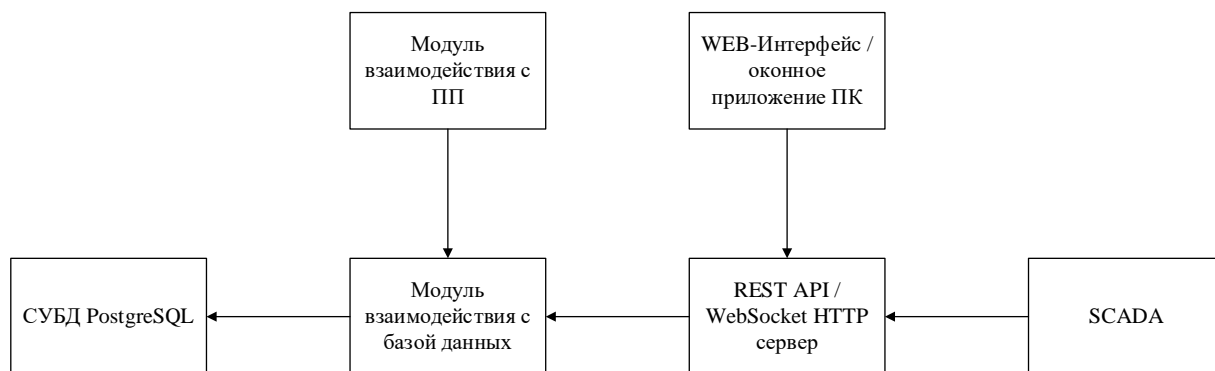 Модуль
взаимодействия с
ПП
WEB-Интерфейс /
оконное
приложение ПК
СУБД PostgreSQL
Модуль
взаимодействия с
базой данных
REST API /
WebSocket HTTP
сервер
SCADA